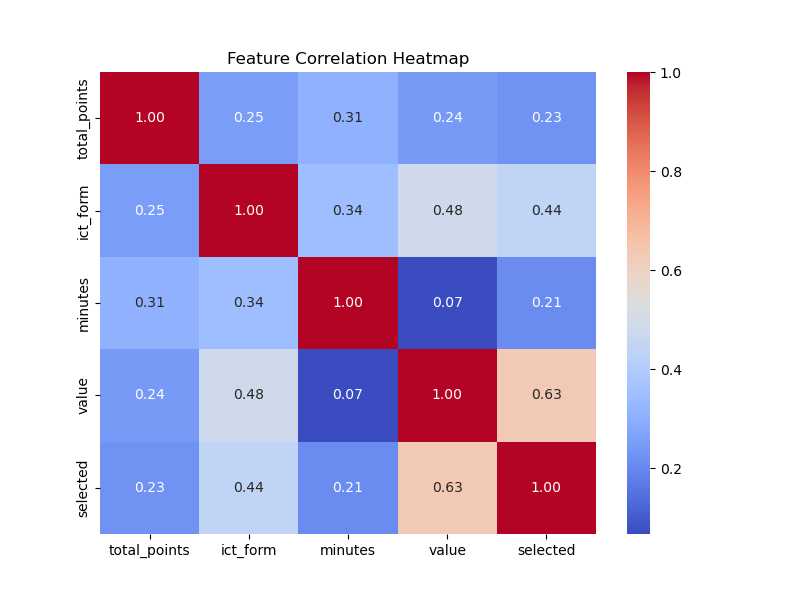 Feature Correlation Heatmap
total_points 1.00 0.25 0.31 0.24 0.23
ict_form 0.25 1.00 0.34 0.48 0.44
minutes 0.31 0.34 1.00 0.07 0.21
value 0.24 0.48 0.07 1.00 0.63
selected 0.23 0.44 0.21 0.63 1.00
total_points ict_form minutes value selected
1.0
0.8
0.6
0.4
0.2